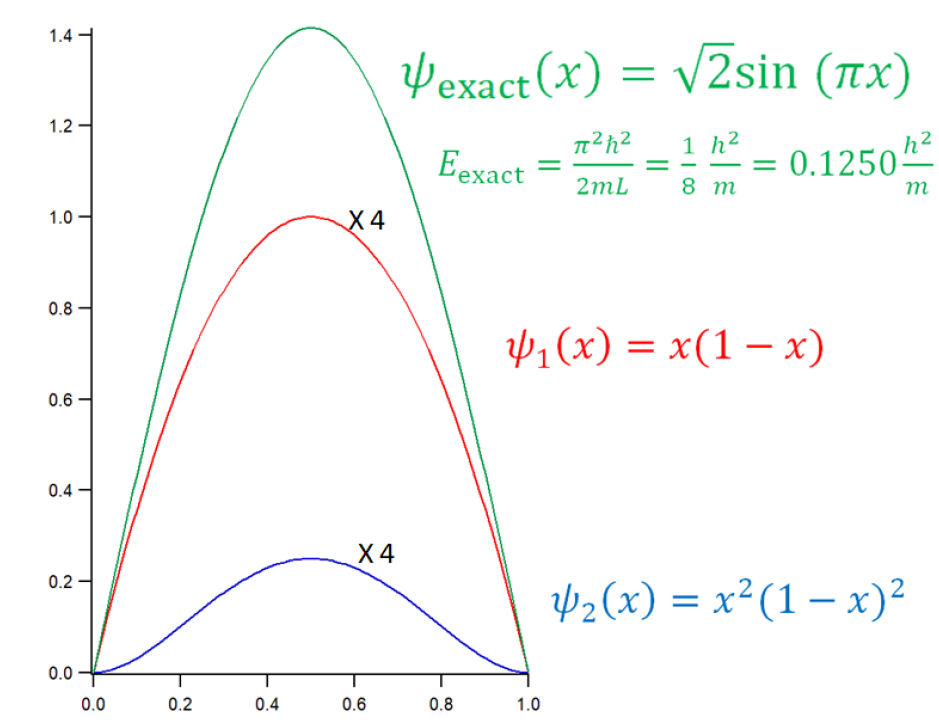 1.4
ψexact(x) = √2sin (πx)
1.2
Eexact = π²ħ²/2mL = 1/8 h²/m = 0.1250 h²/m
1.0
X 4
0.8
ψ₁(x) = x(1 − x)
0.6
0.4
X 4
0.2
ψ₂(x) = x²(1 − x)²
0.0
0.0 0.2 0.4 0.6 0.8 1.0